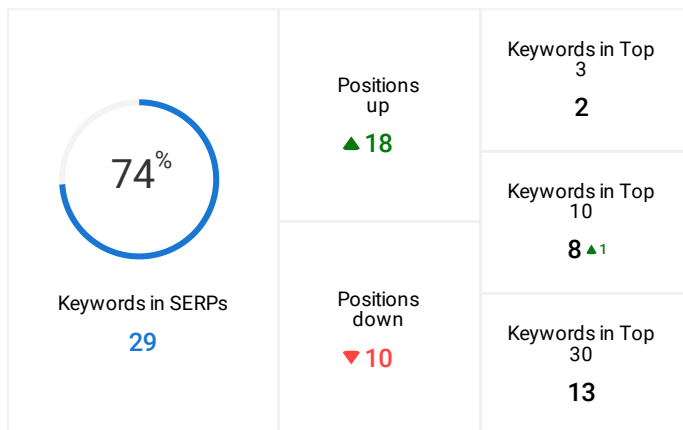 74%
Keywords in SERPs
29
Positions
up
18
Positions
down
10
Keywords in Top
3
2
Keywords in Top
10
8 1
Keywords in Top
30
13